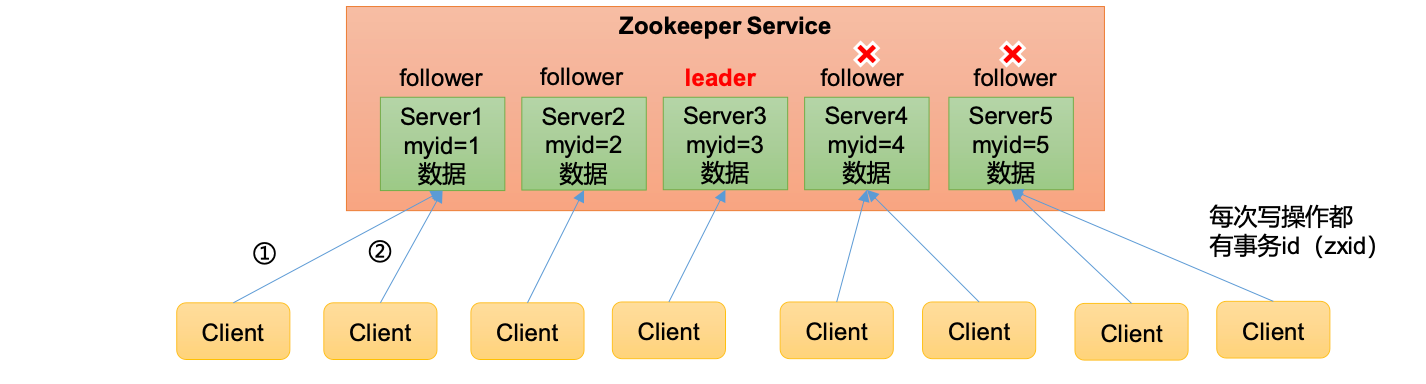 Zookeeper Service
follower
follower
leader
follower
follower
Server1
myid=1
数据
Server2
myid=2
数据
Server3
myid=3
数据
Server4
myid=4
数据
Server5
myid=5
数据
每次写操作都
有事务id（zxid）
①
②
Client
Client
Client
Client
Client
Client
Client
Client